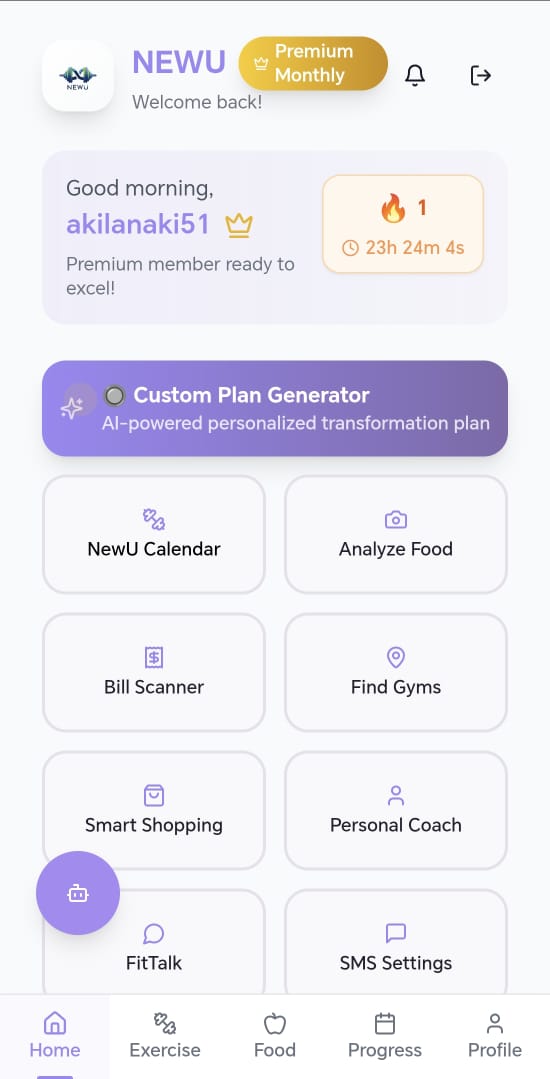 NEWU
NEWU
Premium
Monthly
Welcome back!
Good morning,
akilanaki51
Premium member ready to
excel!
🔥 1
23h 24m 4s
🔘 Custom Plan Generator
AI-powered personalized transformation plan
NewU Calendar
Analyze Food
Bill Scanner
Find Gyms
Smart Shopping
Personal Coach
FitTalk
SMS Settings
Home
Exercise
Food
Progress
Profile